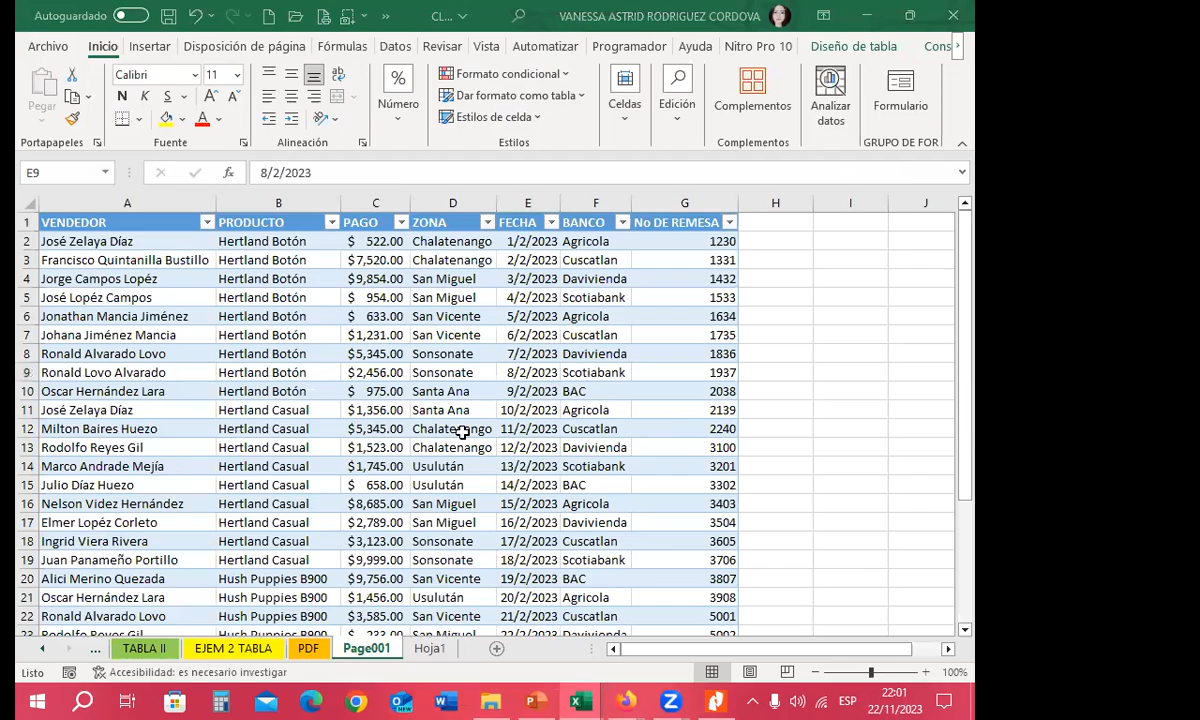 Autoguardado CL... VANESSA ASTRID RODRIGUEZ CORDOVA
Archivo Inicio Insertar Disposición de página Fórmulas Datos Revisar Vista Automatizar Programador Ayuda Nitro Pro 10 Diseño de tabla Cons
Pegar Calibri 11 Número Formato condicional Celdas Edición Complementos Analizar datos Formulario
N K S A A Dar formato como tabla
A Estilos de celda
Portapapeles Fuente Alineación Estilos Complementos GRUPO DE FOR
E9 fx 8/2/2023
A B C D E F G H I J
1 VENDEDOR PRODUCTO PAGO ZONA FECHA BANCO No DE REMESA
2 José Zelaya Díaz Hertland Botón $ 522.00 Chalatenango 1/2/2023 Agricola 1230
3 Francisco Quintanilla Bustillo Hertland Botón $7,520.00 Chalatenango 2/2/2023 Cuscatlan 1331
4 Jorge Campos Lopéz Hertland Botón $9,854.00 San Miguel 3/2/2023 Davivienda 1432
5 José Lopéz Campos Hertland Botón $ 954.00 San Miguel 4/2/2023 Scotiabank 1533
6 Jonathan Mancia Jiménez Hertland Botón $ 633.00 San Vicente 5/2/2023 Agricola 1634
7 Johana Jiménez Mancia Hertland Botón $1,231.00 San Vicente 6/2/2023 Cuscatlan 1735
8 Ronald Alvarado Lovo Hertland Botón $5,345.00 Sonsonate 7/2/2023 Davivienda 1836
9 Ronald Lovo Alvarado Hertland Botón $2,456.00 Sonsonate 8/2/2023 Scotiabank 1937
10 Oscar Hernández Lara Hertland Botón $ 975.00 Santa Ana 9/2/2023 BAC 2038
11 José Zelaya Díaz Hertland Casual $1,356.00 Santa Ana 10/2/2023 Agricola 2139
12 Milton Baires Huezo Hertland Casual $5,345.00 Chalatenango 11/2/2023 Cuscatlan 2240
13 Rodolfo Reyes Gil Hertland Casual $1,523.00 Chalatenango 12/2/2023 Davivienda 3100
14 Marco Andrade Mejía Hertland Casual $1,745.00 Usulután 13/2/2023 Scotiabank 3201
15 Julio Díaz Huezo Hertland Casual $ 658.00 Usulután 14/2/2023 BAC 3302
16 Nelson Videz Hernández Hertland Casual $8,685.00 San Miguel 15/2/2023 Agricola 3403
17 Elmer Lopéz Corleto Hertland Casual $2,789.00 San Miguel 16/2/2023 Davivienda 3504
18 Ingrid Viera Rivera Hertland Casual $3,123.00 Sonsonate 17/2/2023 Cuscatlan 3605
19 Juan Panameño Portillo Hertland Casual $9,999.00 Sonsonate 18/2/2023 Scotiabank 3706
20 Alici Merino Quezada Hush Puppies B900 $9,756.00 San Vicente 19/2/2023 BAC 3807
21 Oscar Hernández Lara Hush Puppies B900 $1,456.00 Usulután 20/2/2023 Agricola 3908
22 Ronald Alvarado Lovo Hush Puppies B900 $3,585.00 San Vicente 21/2/2023 Cuscatlan 5001
23 Rodolfo Reyes Gil Hush Puppies B900 $ 233.00 San Miguel 22/2/2023 Davivienda 5002
... TABLA II EJEM 2 TABLA PDF Page001 Hoja1
Listo Accesibilidad: es necesario investigar 100%
ESP 22:01
22/11/2023